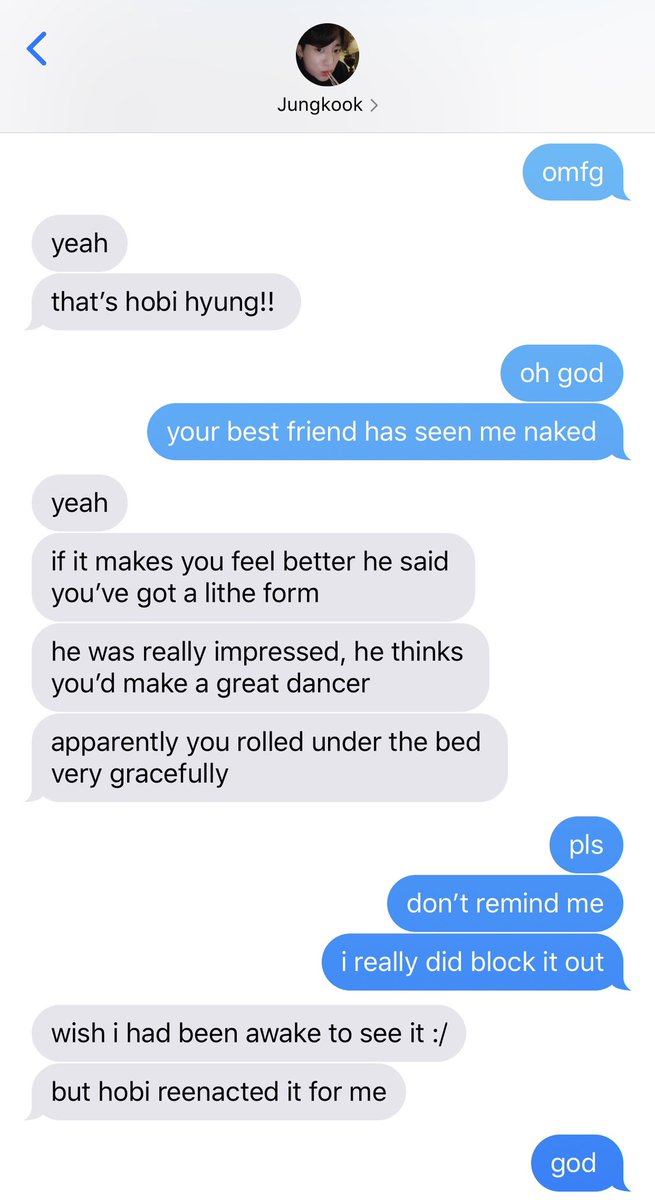 Jungkook
omfg
yeah
that’s hobi hyung!!
oh god
your best friend has seen me naked
yeah
if it makes you feel better he said
you’ve got a lithe form
he was really impressed, he thinks
you’d make a great dancer
apparently you rolled under the bed
very gracefully
pls
don’t remind me
i really did block it out
wish i had been awake to see it :/
but hobi reenacted it for me
god